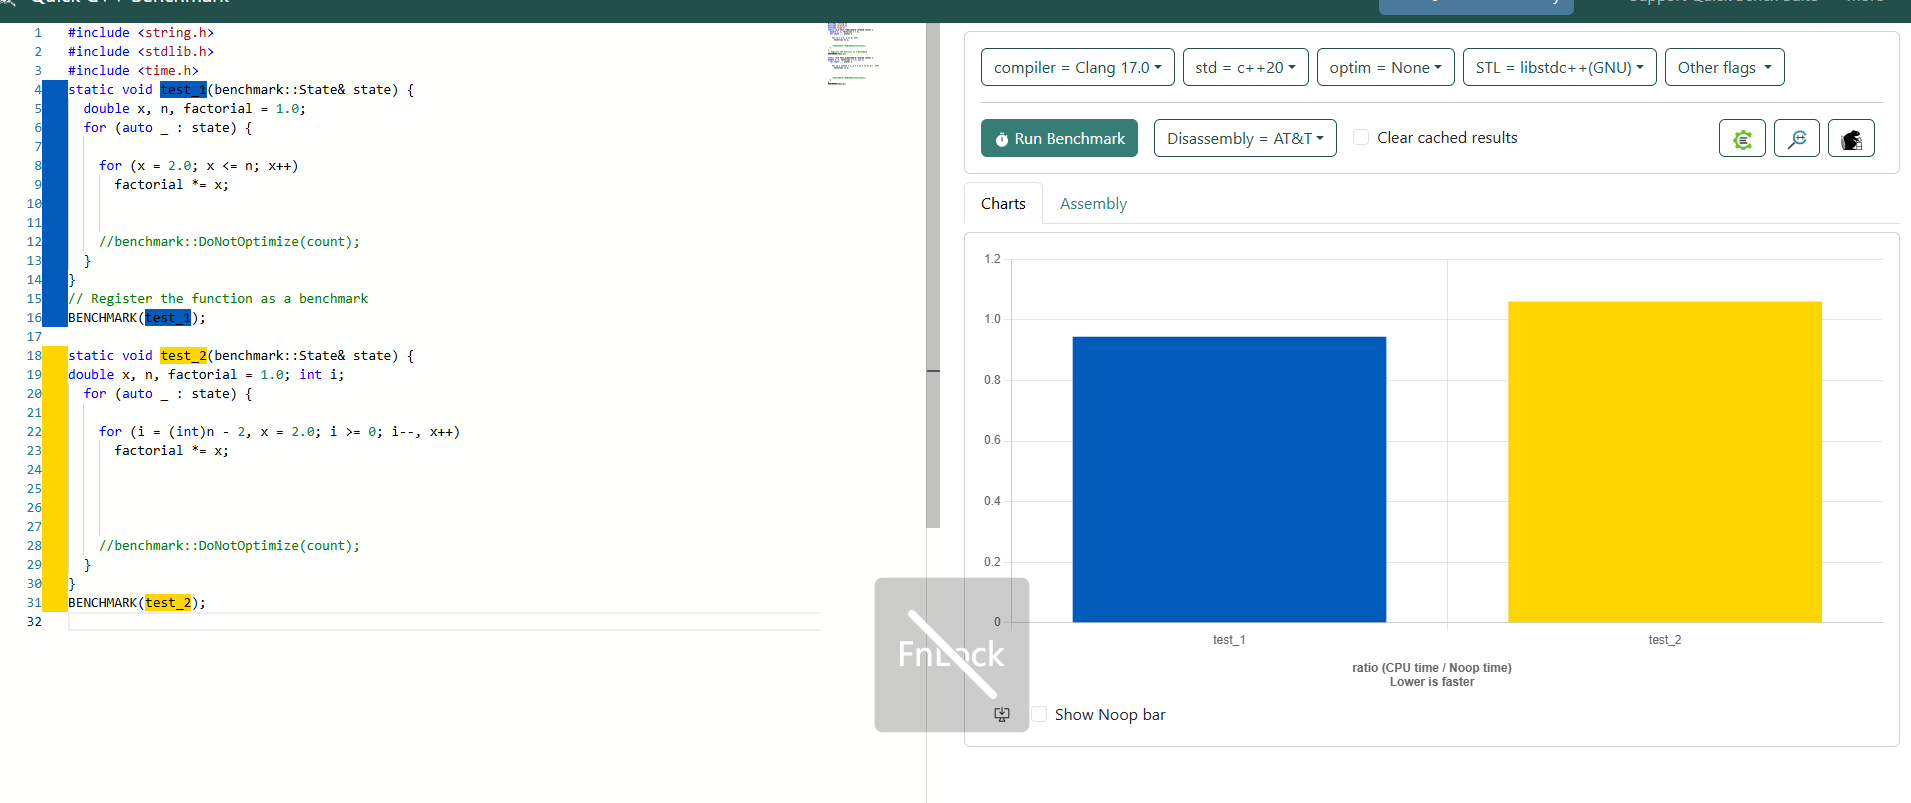 Quick C++ Benchmark
Support Quick Bench Suite
More
1 #include <string.h>
2 #include <stdlib.h>
3 #include <time.h>
4 static void test_1(benchmark::State& state) {
5 double x, n, factorial = 1.0;
6 for (auto _ : state) {
7
8 for (x = 2.0; x <= n; x++)
9 factorial *= x;
10
11
12 //benchmark::DoNotOptimize(count);
13 }
14 }
15 // Register the function as a benchmark
16 BENCHMARK(test_1);
17
18 static void test_2(benchmark::State& state) {
19 double x, n, factorial = 1.0; int i;
20 for (auto _ : state) {
21
22 for (i = (int)n - 2, x = 2.0; i >= 0; i--, x++)
23 factorial *= x;
24
25
26
27
28 //benchmark::DoNotOptimize(count);
29 }
30 }
31 BENCHMARK(test_2);
32
compiler = Clang 17.0 std = c++20 optim = None STL = libstdc++(GNU) Other flags
Run Benchmark Disassembly = AT&T Clear cached results
Charts Assembly
1.2
1.0
0.8
0.6
0.4
0.2
0
test_1 test_2
ratio (CPU time / Noop time)
Lower is faster
FnLock
Show Noop bar